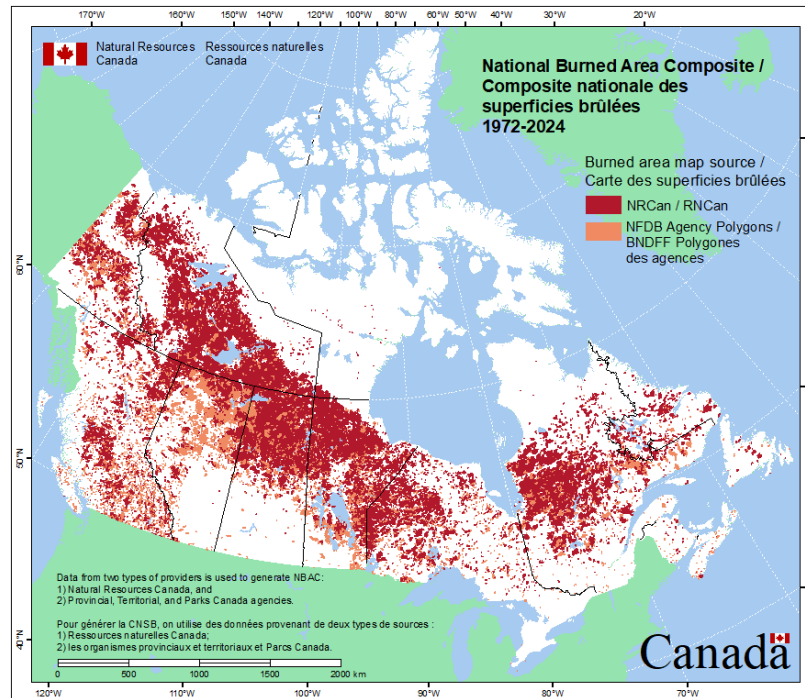 170°W 160°W 150°W 140°W 130°W 120°W 110°W 100°W 90°W 80°W 70°W 60°W 50°W 40°W 30°W 20°W
Natural Resources
Canada
Ressources naturelles
Canada
National Burned Area Composite /
Composite nationale des
superficies brûlées
1972-2024
Burned area map source /
Carte des superficies brûlées
NRCan / RNCan
NFDB Agency Polygons /
BNDFF Polygones
des agences
60°N
50°N
40°N
Data from two types of providers is used to generate NBAC:
1) Natural Resources Canada, and
2) Provincial, Territorial, and Parks Canada agencies.
Pour générer la CNSB, on utilise des données provenant de deux types de sources :
1) Ressources naturelles Canada;
2) les organismes provinciaux et territoriaux et Parcs Canada.
0 500 1000 1500 2000 km
Canada
120°W 110°W 100°W 90°W 80°W 70°W